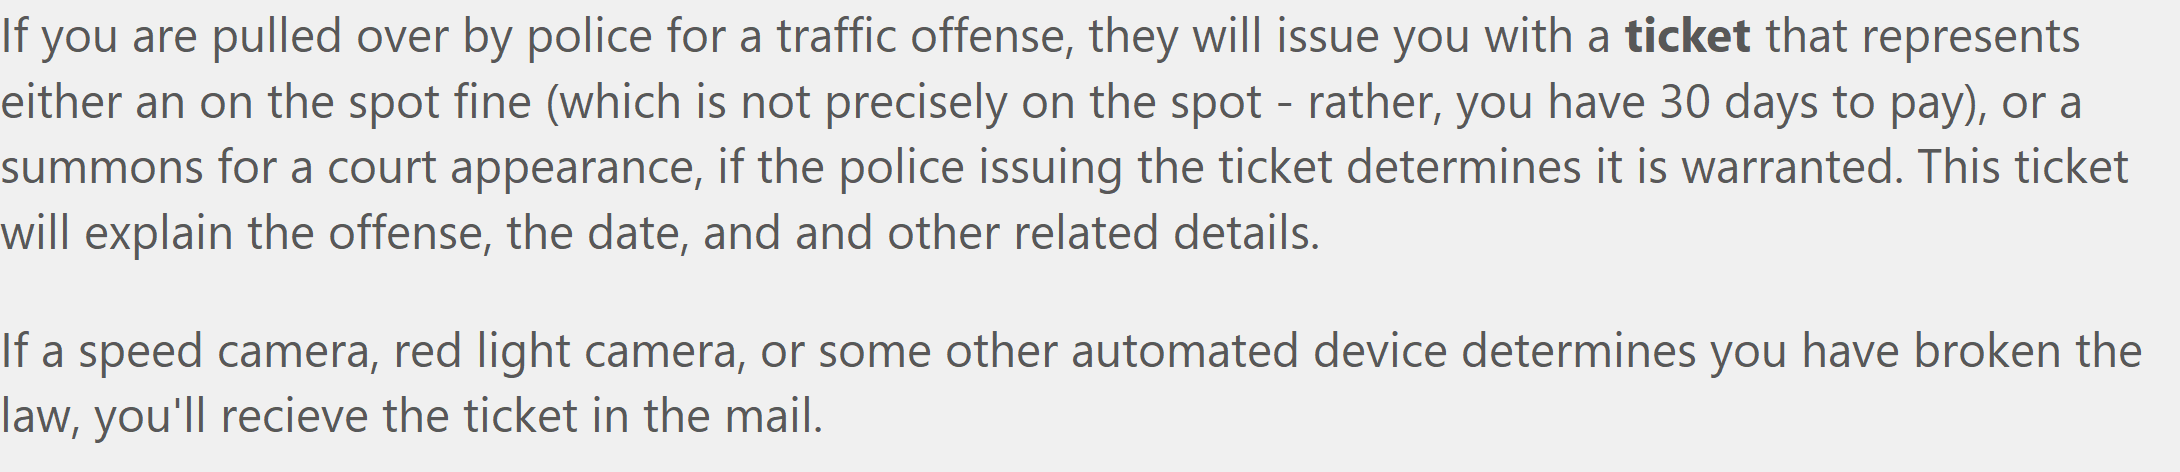 If you are pulled over by police for a traffic offense, they will issue you with a ticket that represents
either an on the spot fine (which is not precisely on the spot - rather, you have 30 days to pay), or a
summons for a court appearance, if the police issuing the ticket determines it is warranted. This ticket
will explain the offense, the date, and and other related details.
If a speed camera, red light camera, or some other automated device determines you have broken the
law, you'll recieve the ticket in the mail.